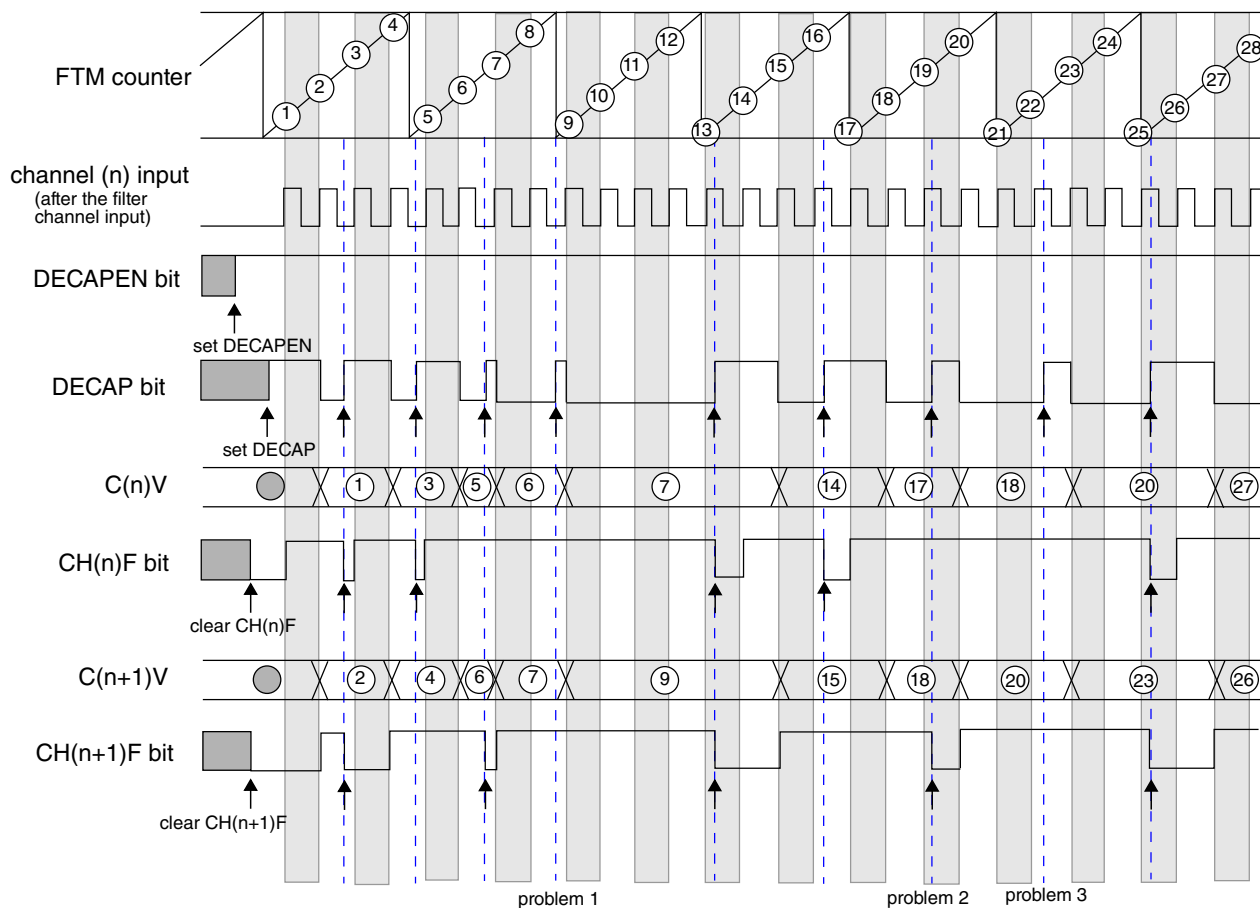 4 8 12 16 20 24 28
3 7 11 15 19 23 27
2 6 10 14 18 22 26
1 5 9 13 17 21 25
FTM counter
channel (n) input
(after the filter
channel input)
DECAPEN bit
set DECAPEN
DECAP bit
set DECAP
C(n)V
1 3 5 6 7 14 17 18 20 27
CH(n)F bit
clear CH(n)F
C(n+1)V
2 4 6 7 9 15 18 20 23 26
CH(n+1)F bit
clear CH(n+1)F
problem 1 problem 2 problem 3